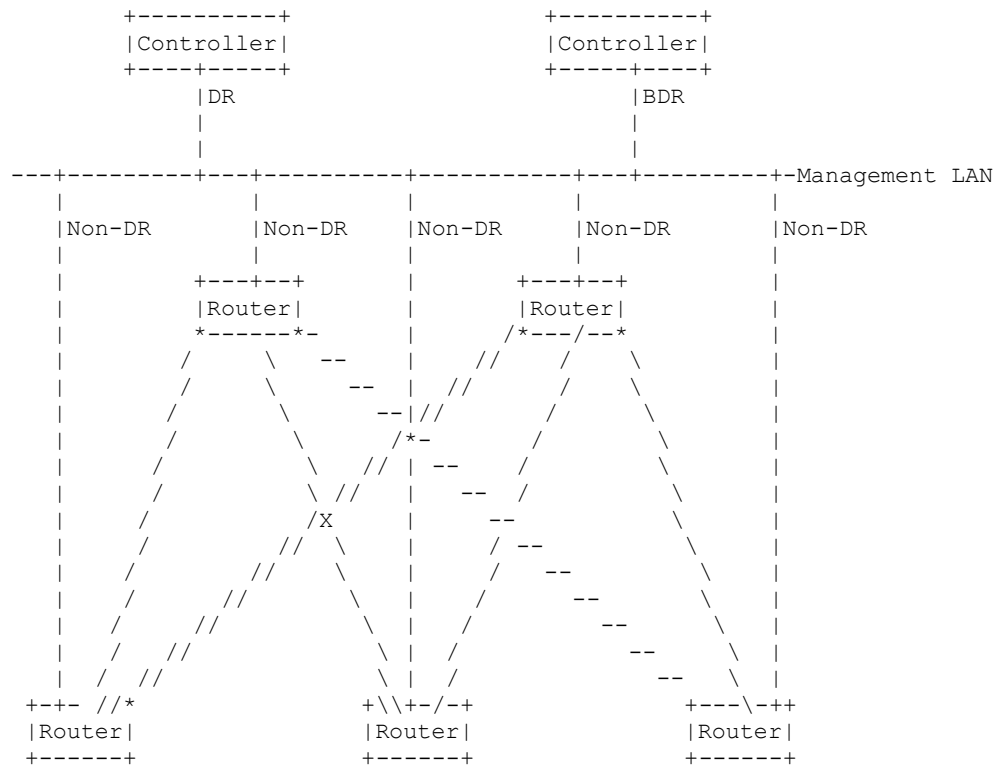 Controller Controller
DR BDR
Management LAN
Non-DR Non-DR Non-DR Non-DR Non-DR
Router Router
X
Router Router Router